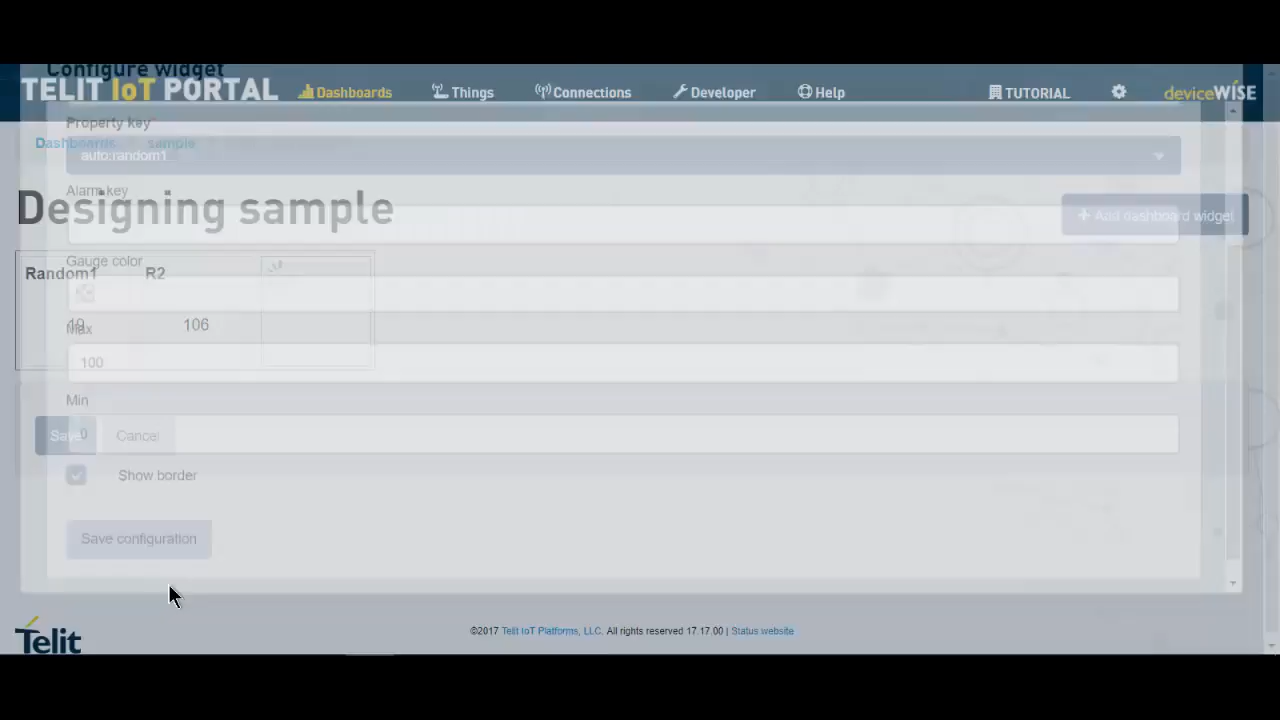 Configure widget
TELIT IoT PORTAL Dashboards Things Connections Developer Help TUTORIAL deviceWISE
Property key
Dashboards sample
auto:random1
Alarm key
Designing sample
+ Add dashboard widget
Gauge color
Random1 R2
19 106
Max
100
Min
0
Save Cancel
Show border
Save configuration
Telit
©2017 Telit IoT Platforms, LLC. All rights reserved 17.17.00 | Status website